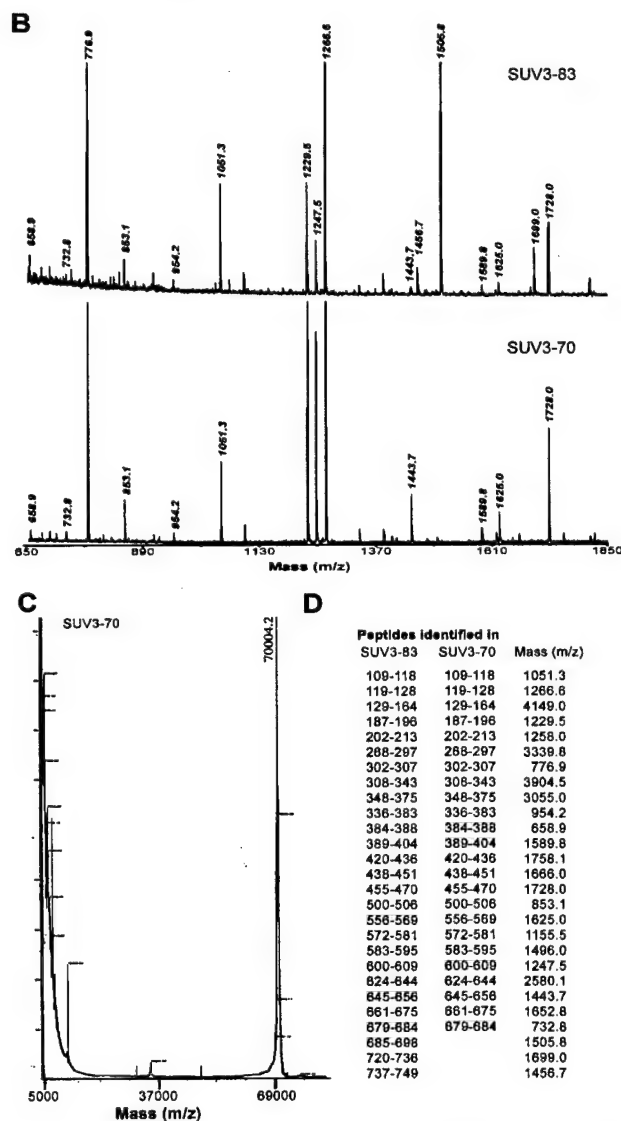 B
776.9
1266.6
1505.8
SUV3-83
1051.3
1229.5
1247.5
658.9
732.8
853.1
954.2
1443.7
1456.7
1589.8
1625.0
1699.0
1728.0
SUV3-70
658.9
732.8
853.1
954.2
1051.3
1443.7
1589.8
1625.0
1728.0
650 890 1130 1370 1610 1850
Mass (m/z)
C
SUV3-70
70004.2
5000 37000 69000
Mass (m/z)
D
Peptides identified in
SUV3-83 SUV3-70 Mass (m/z)
109-118 109-118 1051.3
119-128 119-128 1266.6
129-164 129-164 4149.0
187-196 187-196 1229.5
202-213 202-213 1258.0
268-297 268-297 3339.8
302-307 302-307 776.9
308-343 308-343 3904.5
348-375 348-375 3055.0
336-383 336-383 954.2
384-388 384-388 658.9
389-404 389-404 1589.8
420-436 420-436 1758.1
438-451 438-451 1666.0
455-470 455-470 1728.0
500-506 500-506 853.1
556-569 556-569 1625.0
572-581 572-581 1155.5
583-595 583-595 1496.0
600-609 600-609 1247.5
624-644 624-644 2580.1
645-656 645-656 1443.7
661-675 661-675 1652.8
679-684 679-684 732.8
685-698 1505.8
720-736 1699.0
737-749 1456.7